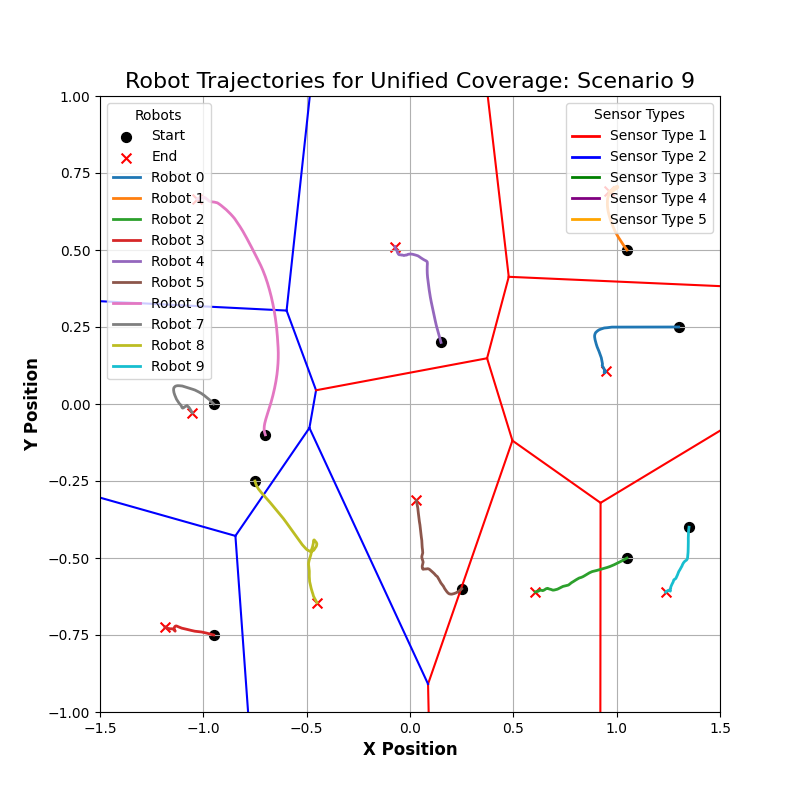 Robot Trajectories for Unified Coverage: Scenario 9
1.00
0.75
0.50
0.25
0.00
−0.25
−0.50
−0.75
−1.00
Y Position
Robots
Start
End
Robot 0
Robot 1
Robot 2
Robot 3
Robot 4
Robot 5
Robot 6
Robot 7
Robot 8
Robot 9
Sensor Types
Sensor Type 1
Sensor Type 2
Sensor Type 3
Sensor Type 4
Sensor Type 5
−1.5 −1.0 −0.5 0.0 0.5 1.0 1.5
X Position